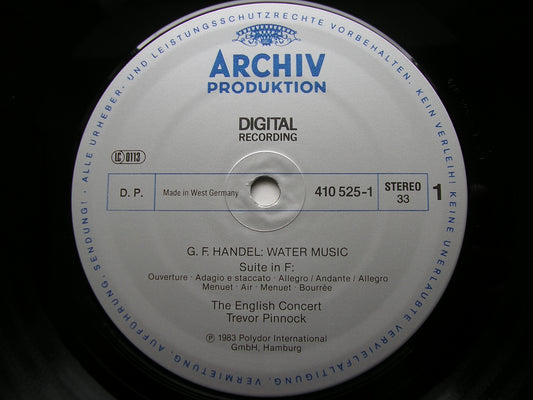 ALLE URHEBER- UND LEISTUNGSSCHUTZRECHTE VORBEHALTEN. KEIN VERLEIH! KEINE UNERLAUBTE VERVIELFÄLTIGUNG, VERMIETUNG, AUFFÜHRUNG, SENDUNG!
ARCHIV
PRODUKTION
DIGITAL
RECORDING
LC 0113
D. P.
Made in West Germany
410 525-1
STEREO
33
1
G. F. HANDEL: WATER MUSIC
Suite in F:
Ouverture · Adagio e staccato · Allegro / Andante / Allegro
Menuet · Air · Menuet · Bourrée
The English Concert
Trevor Pinnock
Ⓟ 1983 Polydor International
GmbH, Hamburg